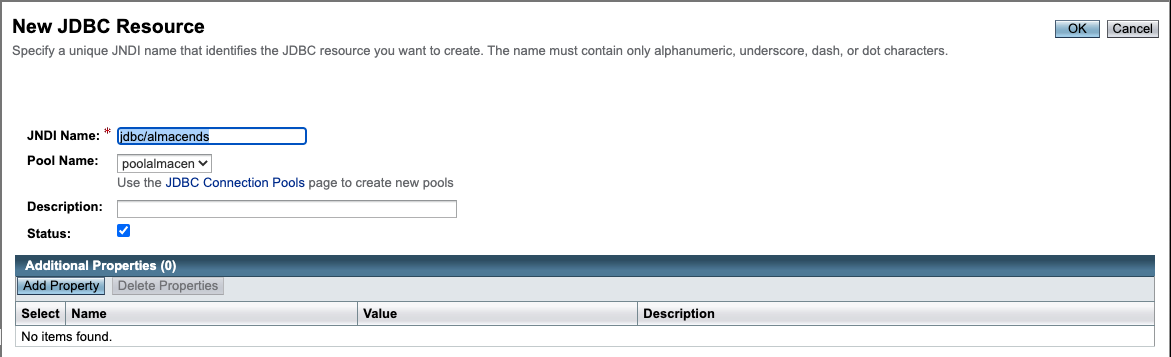 New JDBC Resource
OK Cancel
Specify a unique JNDI name that identifies the JDBC resource you want to create. The name must contain only alphanumeric, underscore, dash, or dot characters.
JNDI Name: * jdbc/almacends
Pool Name: poolalmacen
Use the JDBC Connection Pools page to create new pools
Description:
Status:
Additional Properties (0)
Add Property Delete Properties
Select Name Value Description
No items found.